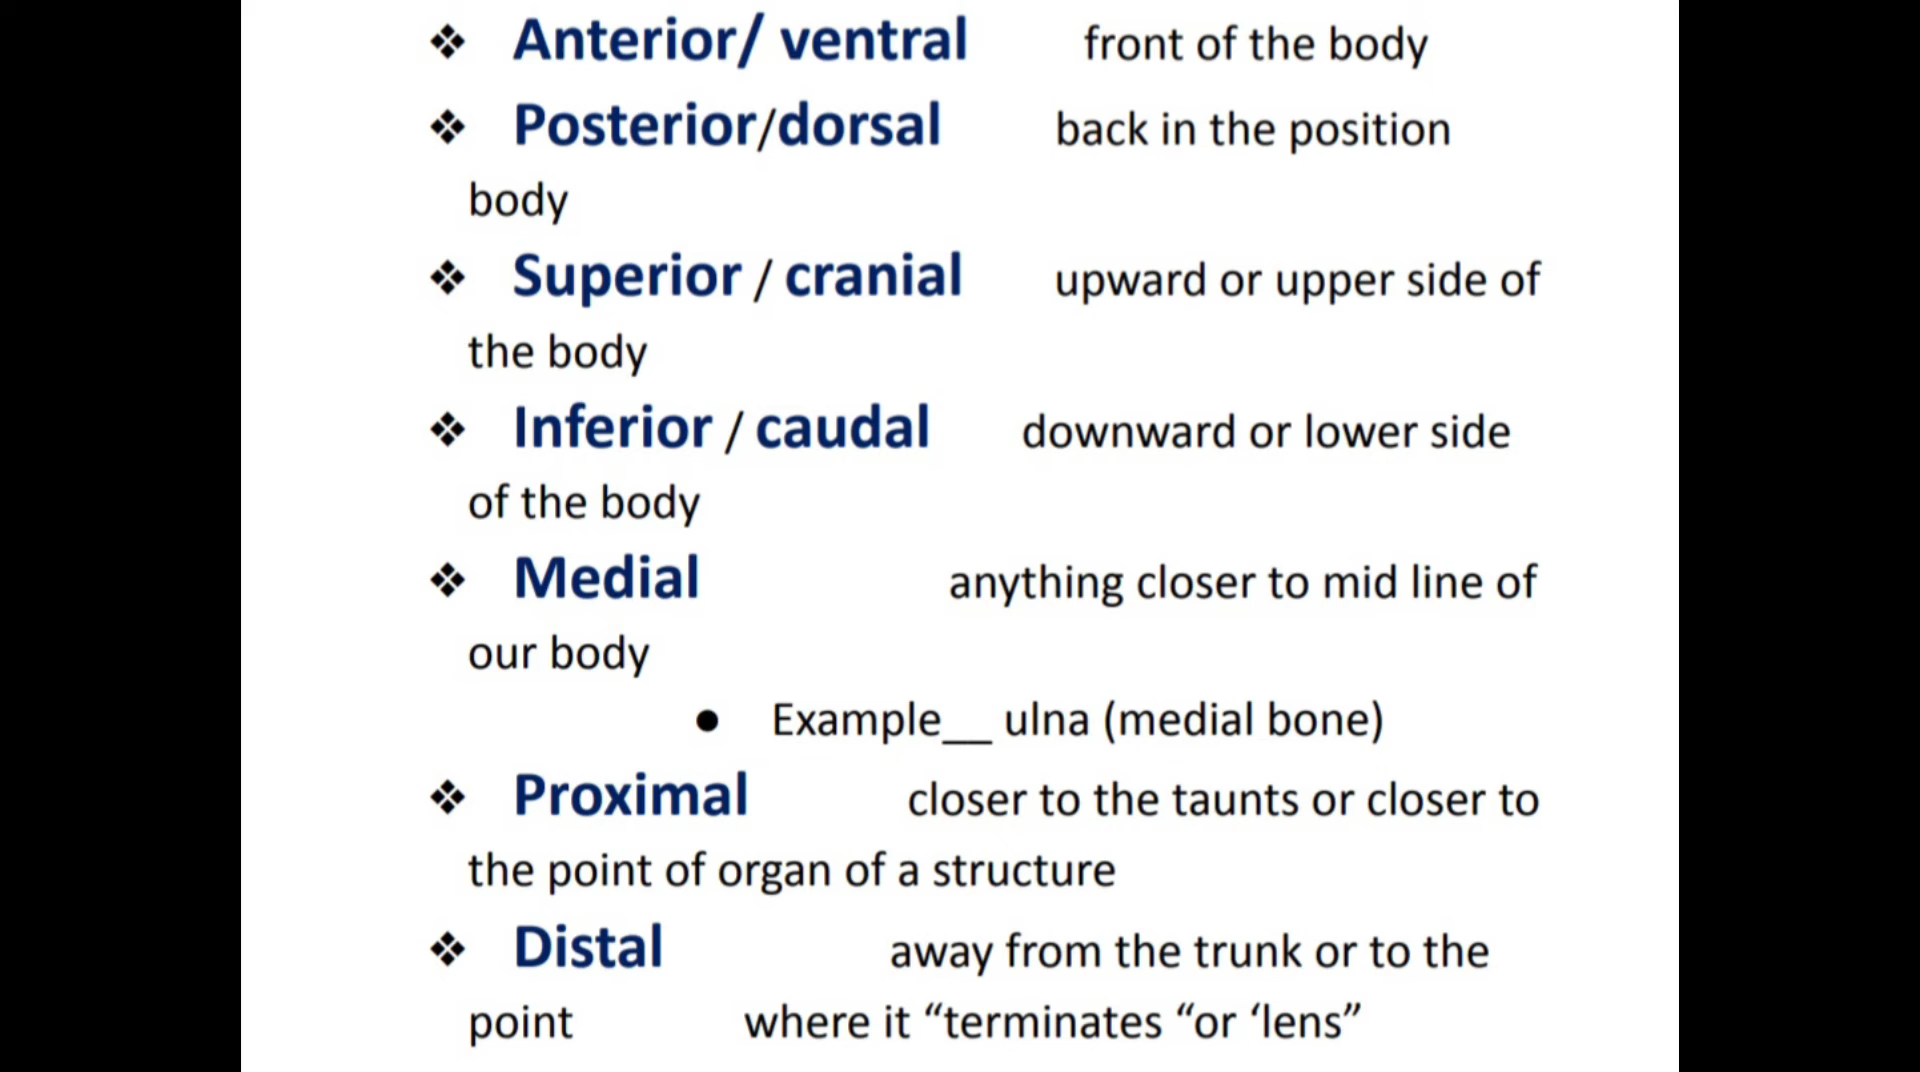 ❖ Anterior/ ventral front of the body
❖ Posterior/dorsal back in the position
body
❖ Superior / cranial upward or upper side of
the body
❖ Inferior / caudal downward or lower side
of the body
❖ Medial anything closer to mid line of
our body
● Example__ ulna (medial bone)
❖ Proximal closer to the taunts or closer to
the point of organ of a structure
❖ Distal away from the trunk or to the
point where it “terminates “or ‘lens”